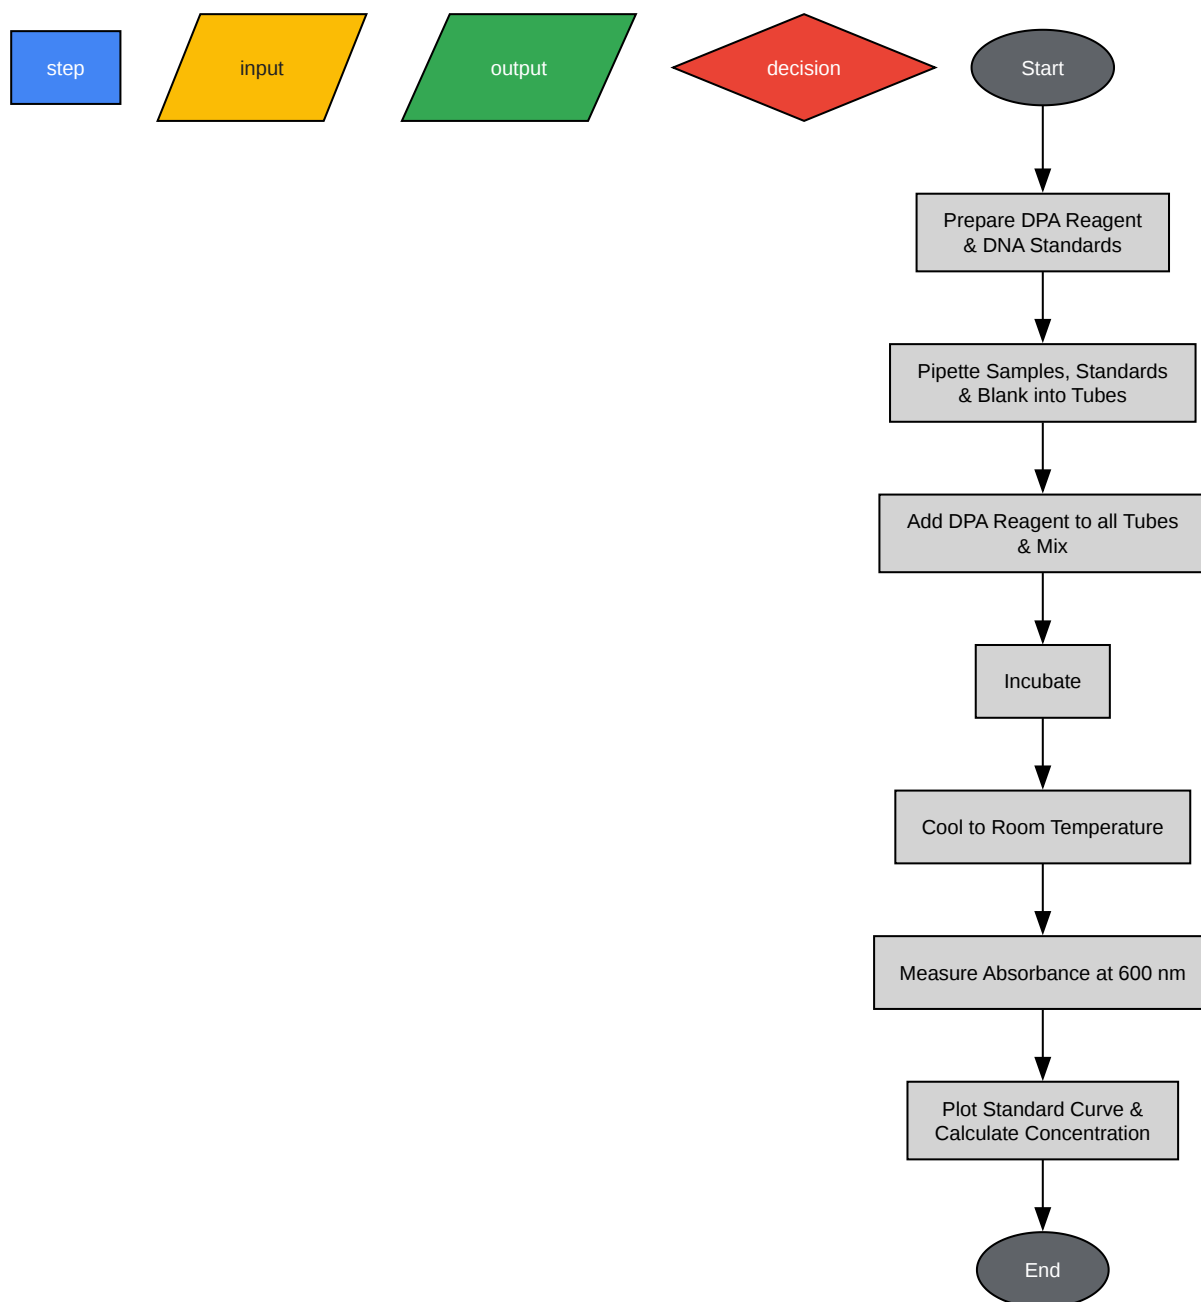 step
input
output
decision
Start
Prepare DPA Reagent
& DNA Standards
Pipette Samples, Standards
& Blank into Tubes
Add DPA Reagent to all Tubes
& Mix
Incubate
Cool to Room Temperature
Measure Absorbance at 600 nm
Plot Standard Curve &
Calculate Concentration
End